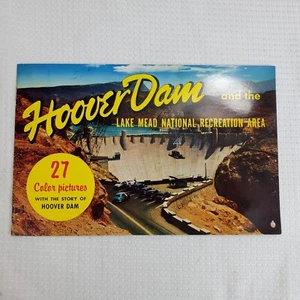 Hoover Dam
and the
LAKE MEAD NATIONAL RECREATION AREA
27
Color pictures
WITH THE STORY OF
HOOVER DAM